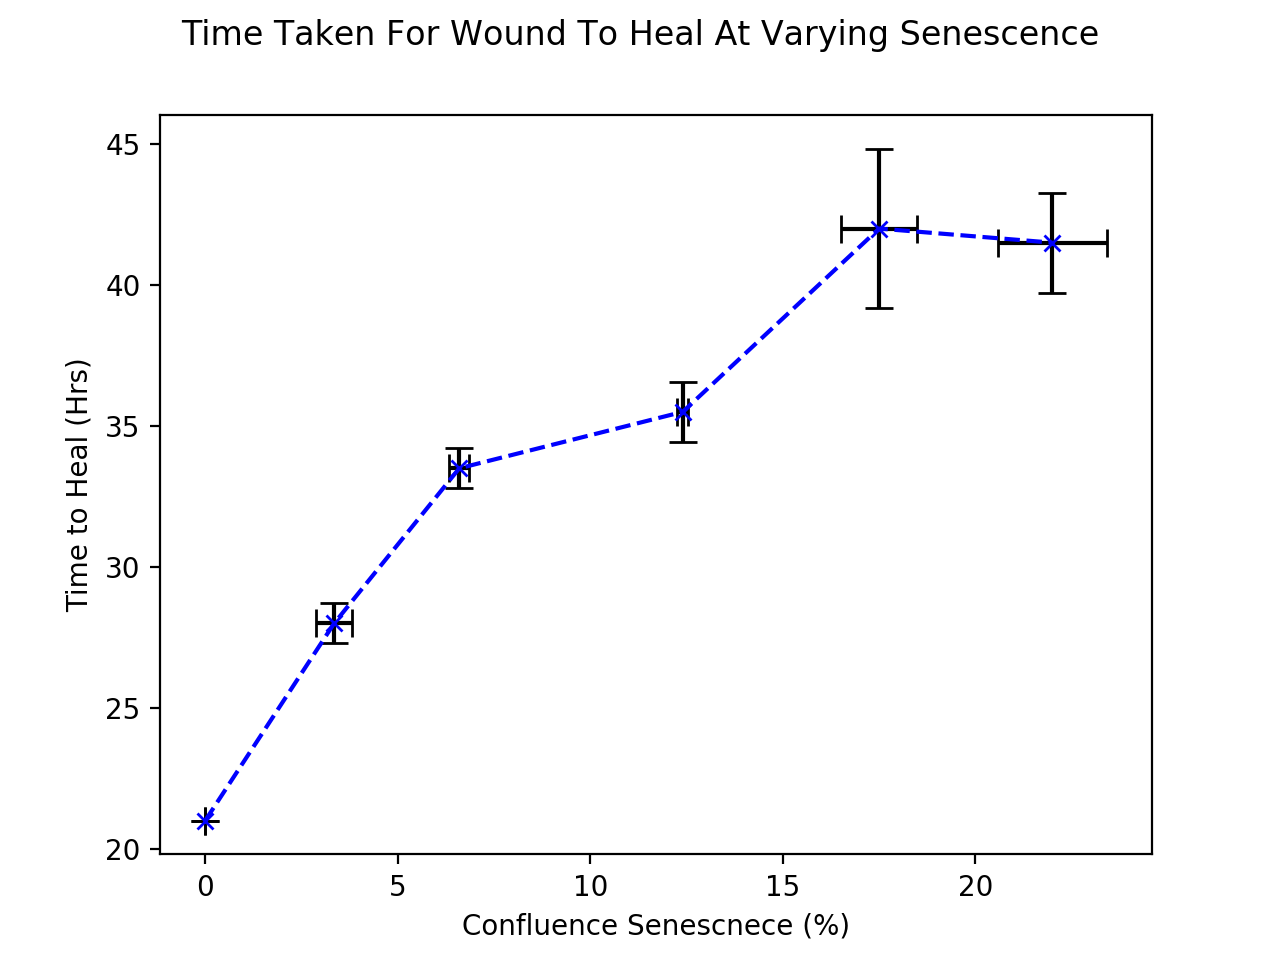 Time Taken For Wound To Heal At Varying Senescence
45
40
35
30
25
20
Time to Heal (Hrs)
0 5 10 15 20
Confluence Senescnece (%)